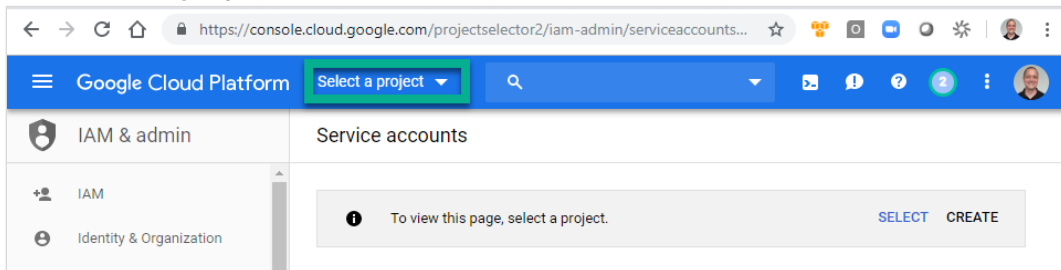 https://console.cloud.google.com/projectselector2/iam-admin/serviceaccounts...
Google Cloud Platform
Select a project
2
IAM & admin
Service accounts
IAM
To view this page, select a project.
SELECT
CREATE
Identity & Organization